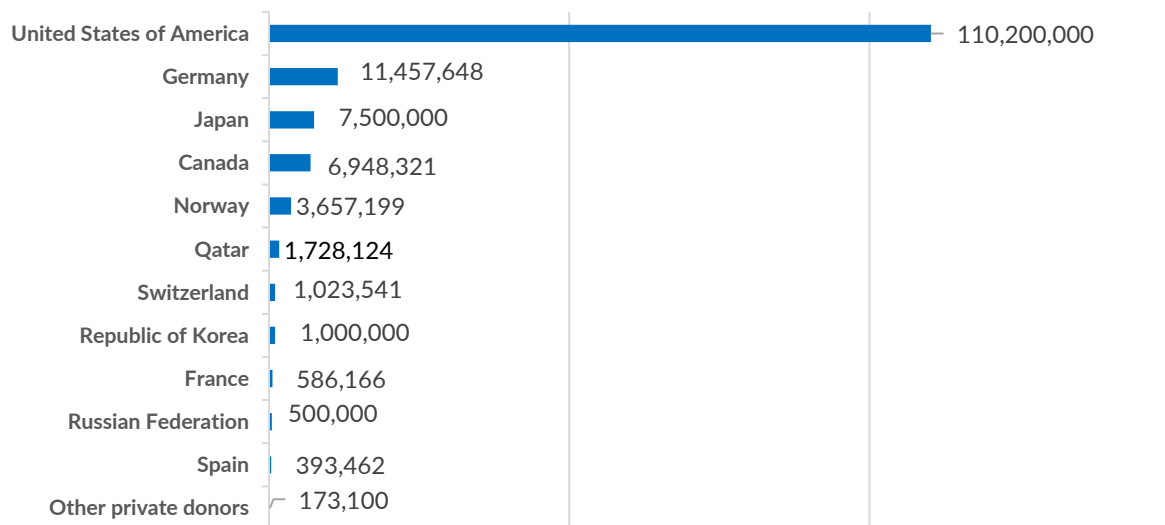 United States of America 110,200,000
Germany 11,457,648
Japan 7,500,000
Canada 6,948,321
Norway 3,657,199
Qatar 1,728,124
Switzerland 1,023,541
Republic of Korea 1,000,000
France 586,166
Russian Federation 500,000
Spain 393,462
Other private donors 173,100